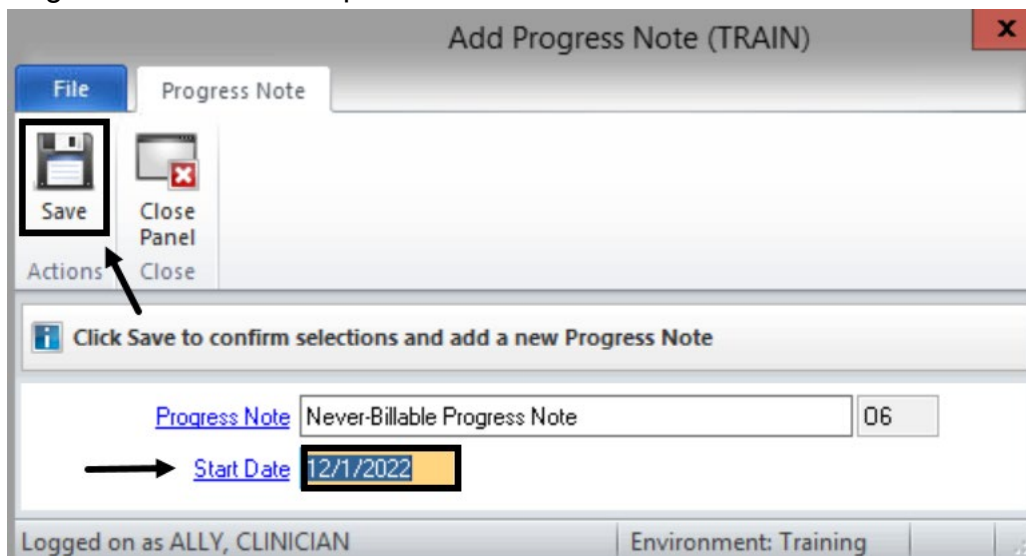 Add Progress Note (TRAIN)
x
File Progress Note
Save Close Panel
Actions Close
Click Save to confirm selections and add a new Progress Note
Progress Note Never-Billable Progress Note 06
Start Date 12/1/2022
Logged on as ALLY, CLINICIAN Environment: Training